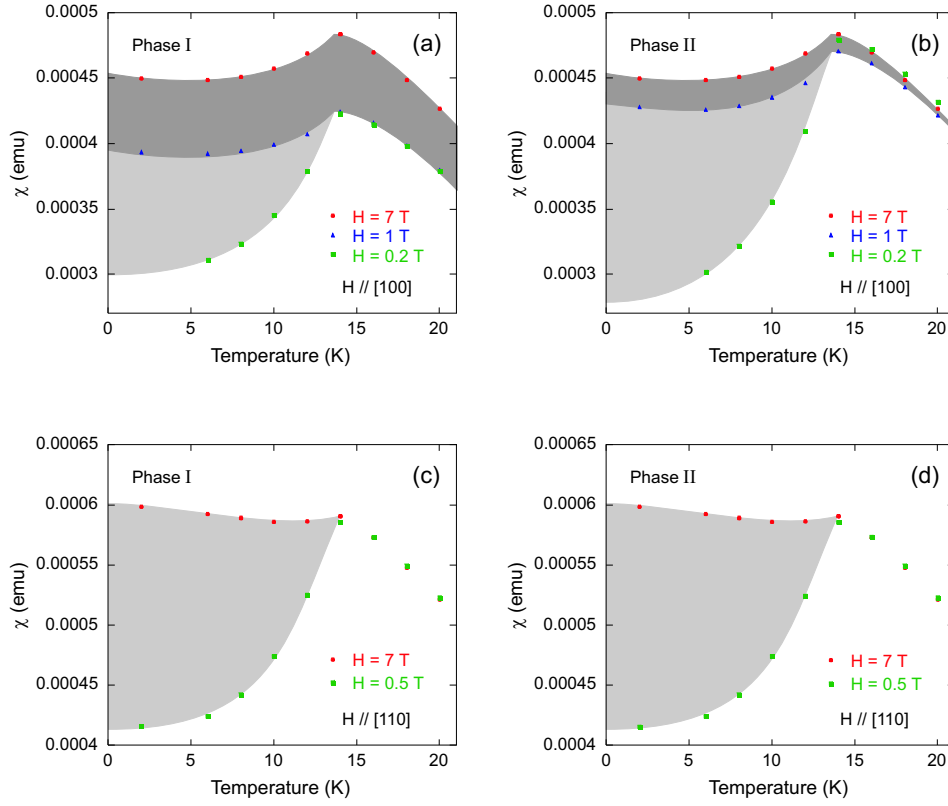 0.0005
0.00045
0.0004
0.00035
0.0003
χ (emu)
Phase I
(a)
H = 7 T
H = 1 T
H = 0.2 T
H // [100]
0 5 10 15 20
Temperature (K)
0.0005
0.00045
0.0004
0.00035
0.0003
χ (emu)
Phase II
(b)
H = 7 T
H = 1 T
H = 0.2 T
H // [100]
0 5 10 15 20
Temperature (K)
0.00065
0.0006
0.00055
0.0005
0.00045
0.0004
χ (emu)
Phase I
(c)
H = 7 T
H = 0.5 T
H // [110]
0 5 10 15 20
Temperature (K)
0.00065
0.0006
0.00055
0.0005
0.00045
0.0004
χ (emu)
Phase II
(d)
H = 7 T
H = 0.5 T
H // [110]
0 5 10 15 20
Temperature (K)